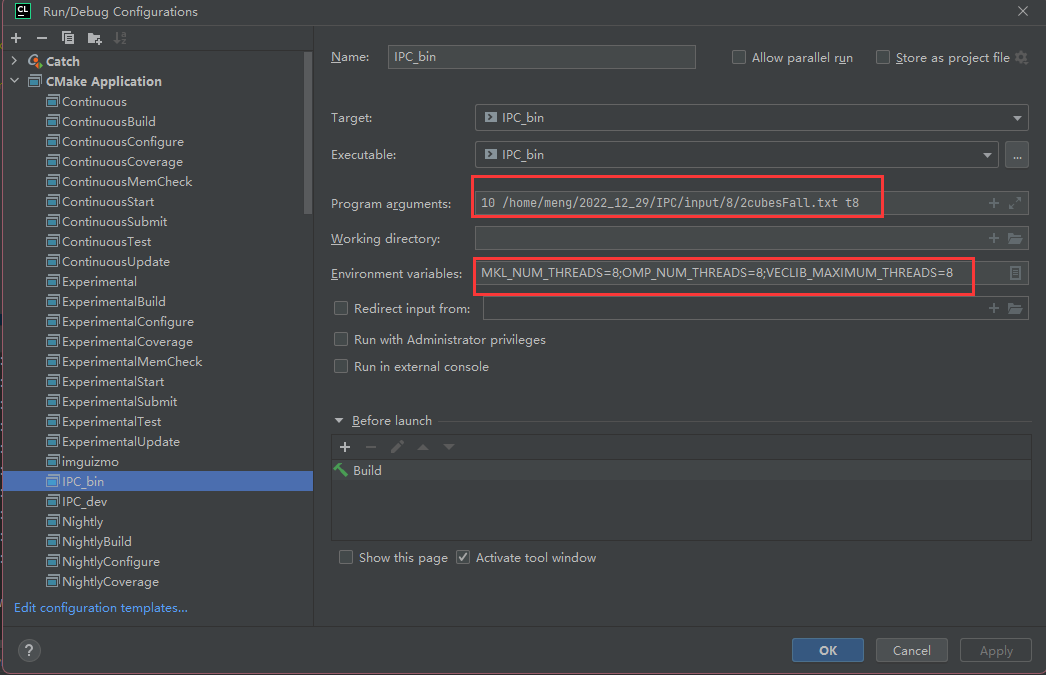 CL Run/Debug Configurations
Catch
CMake Application
Continuous
ContinuousBuild
ContinuousConfigure
ContinuousCoverage
ContinuousMemCheck
ContinuousStart
ContinuousSubmit
ContinuousTest
ContinuousUpdate
Experimental
ExperimentalBuild
ExperimentalConfigure
ExperimentalCoverage
ExperimentalMemCheck
ExperimentalStart
ExperimentalSubmit
ExperimentalTest
ExperimentalUpdate
imguizmo
IPC_bin
IPC_dev
Nightly
NightlyBuild
NightlyConfigure
NightlyCoverage
Edit configuration templates...
Name: IPC_bin Allow parallel run Store as project file
Target: IPC_bin
Executable: IPC_bin ...
Program arguments: 10 /home/meng/2022_12_29/IPC/input/8/2cubesFall.txt t8
Working directory:
Environment variables: MKL_NUM_THREADS=8;OMP_NUM_THREADS=8;VECLIB_MAXIMUM_THREADS=8
Redirect input from:
Run with Administrator privileges
Run in external console
Before launch
Build
Show this page Activate tool window
? OK Cancel Apply